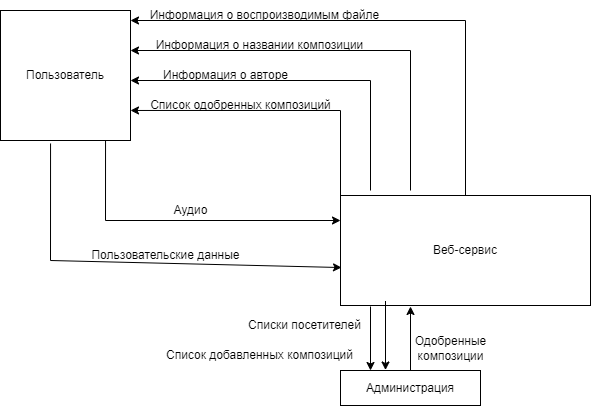 Информация о воспроизводимым файле
Информация о названии композиции
Пользователь
Информация о авторе
Список одобренных композиций
Аудио
Пользовательские данные
Веб-сервис
Списки посетителей
Список добавленных композиций
Одобренные
композиции
Администрация